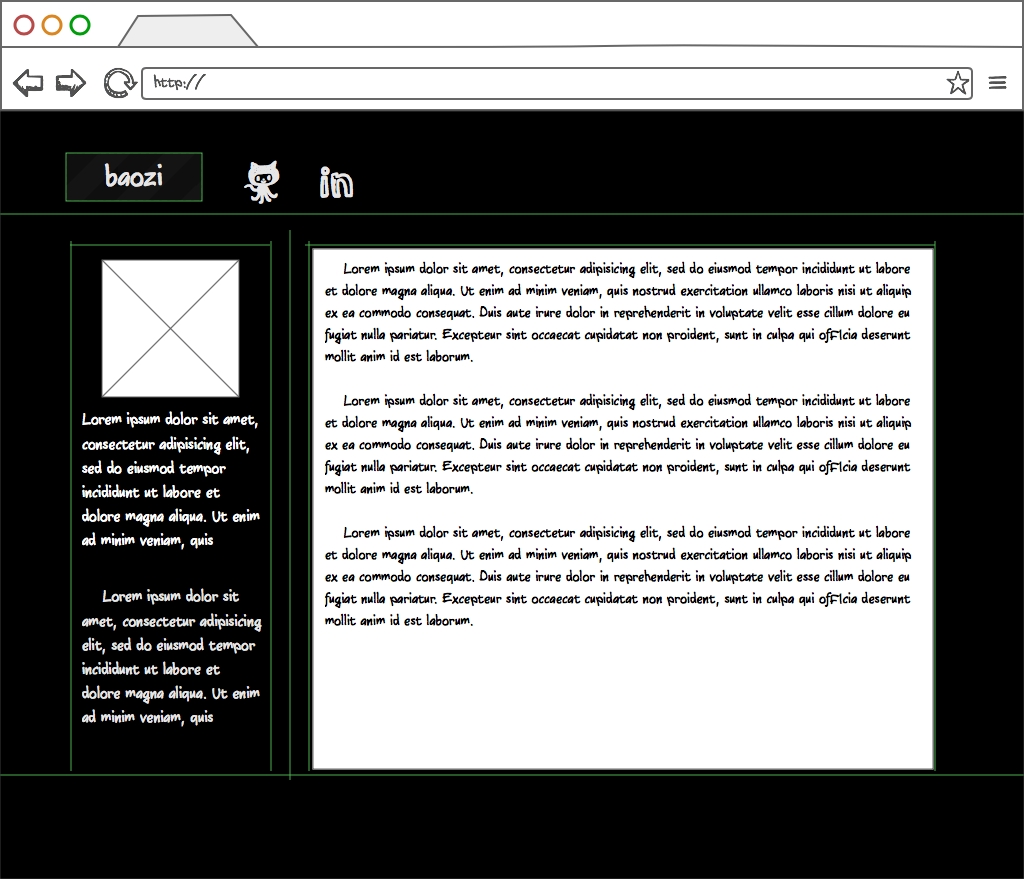 http://
baozi
in
Lorem ipsum dolor sit amet,
consectetur adipisicing elit,
sed do eiusmod tempor
incididunt ut labore et
dolore magna aliqua. Ut enim
ad minim veniam, quis
Lorem ipsum dolor sit
amet, consectetur adipisicing
elit, sed do eiusmod tempor
incididunt ut labore et
dolore magna aliqua. Ut enim
ad minim veniam, quis
Lorem ipsum dolor sit amet, consectetur adipisicing elit, sed do eiusmod tempor incididunt ut labore
et dolore magna aliqua. Ut enim ad minim veniam, quis nostrud exercitation ullamco laboris nisi ut aliquip
ex ea commodo consequat. Duis aute irure dolor in reprehenderit in voluptate velit esse cillum dolore eu
fugiat nulla pariatur. Excepteur sint occaecat cupidatat non proident, sunt in culpa qui officia deserunt
mollit anim id est laborum.
Lorem ipsum dolor sit amet, consectetur adipisicing elit, sed do eiusmod tempor incididunt ut labore
et dolore magna aliqua. Ut enim ad minim veniam, quis nostrud exercitation ullamco laboris nisi ut aliquip
ex ea commodo consequat. Duis aute irure dolor in reprehenderit in voluptate velit esse cillum dolore eu
fugiat nulla pariatur. Excepteur sint occaecat cupidatat non proident, sunt in culpa qui officia deserunt
mollit anim id est laborum.
Lorem ipsum dolor sit amet, consectetur adipisicing elit, sed do eiusmod tempor incididunt ut labore
et dolore magna aliqua. Ut enim ad minim veniam, quis nostrud exercitation ullamco laboris nisi ut aliquip
ex ea commodo consequat. Duis aute irure dolor in reprehenderit in voluptate velit esse cillum dolore eu
fugiat nulla pariatur. Excepteur sint occaecat cupidatat non proident, sunt in culpa qui officia deserunt
mollit anim id est laborum.